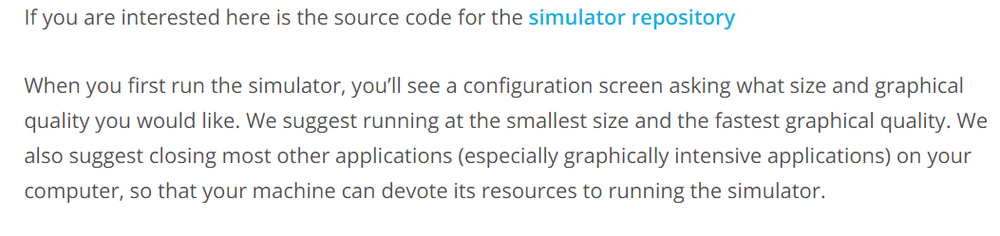 If you are interested here is the source code for the simulator repository
When you first run the simulator, you’ll see a configuration screen asking what size and graphical
quality you would like. We suggest running at the smallest size and the fastest graphical quality. We
also suggest closing most other applications (especially graphically intensive applications) on your
computer, so that your machine can devote its resources to running the simulator.